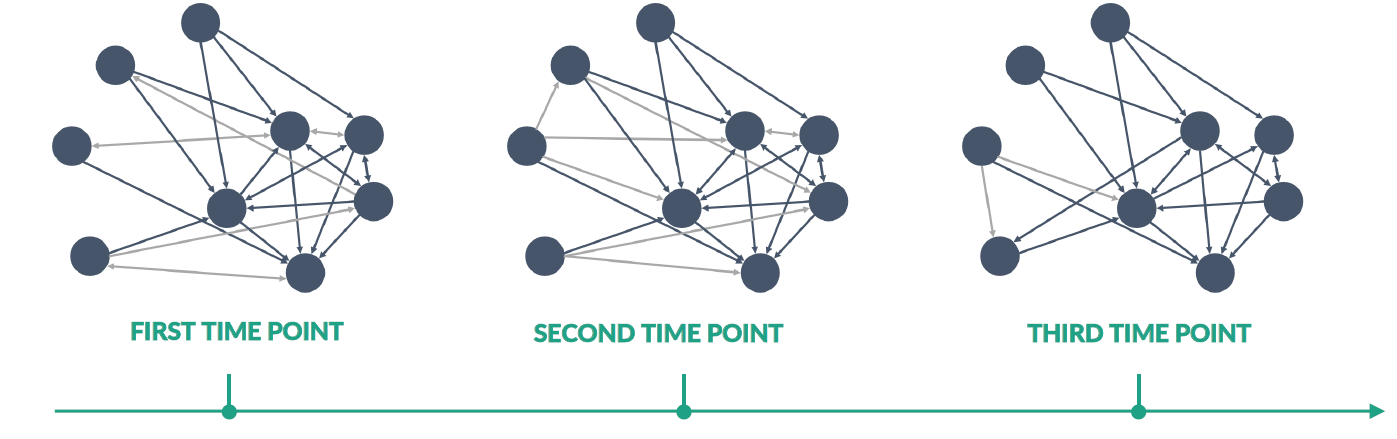 FIRST TIME POINT
SECOND TIME POINT
THIRD TIME POINT